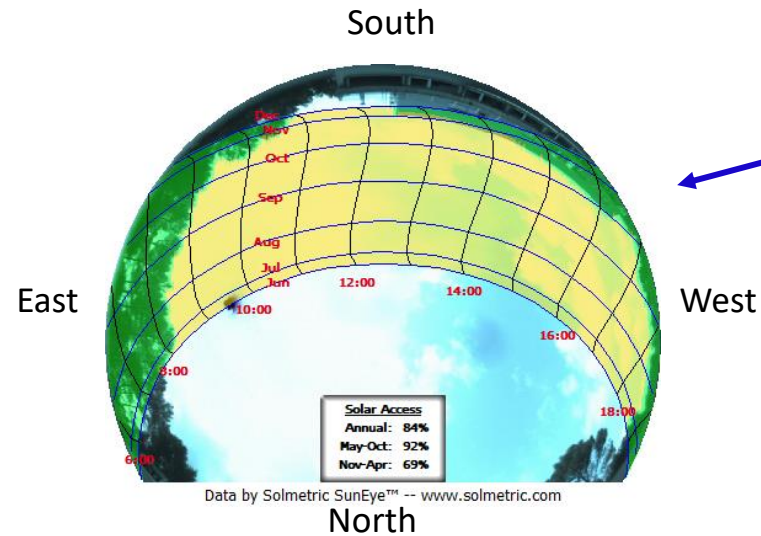 South
Dec
Nov
Oct
Sep
Aug
Jul
Jun
East
West
10:00
12:00
14:00
16:00
8:00
18:00
6:00
Solar Access
Annual: 84%
May-Oct: 92%
Nov-Apr: 69%
Data by Solmetric SunEye™ -- www.solmetric.com
North